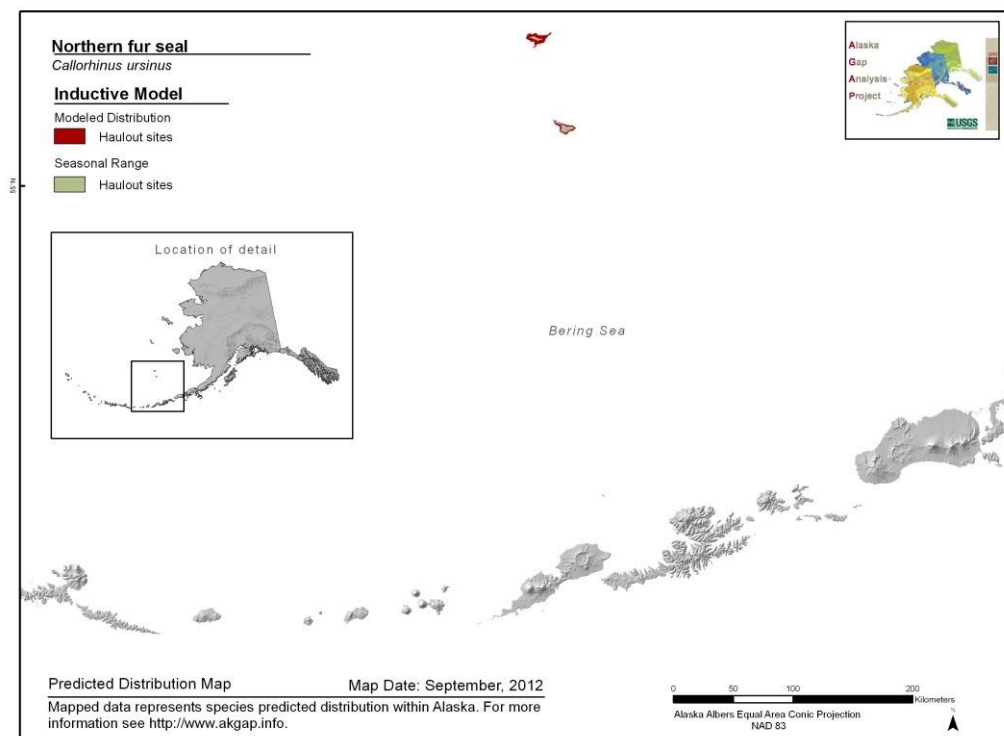 Northern fur seal
Callorhinus ursinus
Inductive Model
Modeled Distribution
Haulout sites
Seasonal Range
Haulout sites
Alaska
Gap
Analysis
Project
USGS
55°N
Location of detail
Bering Sea
Predicted Distribution Map
Map Date: September, 2012
Mapped data represents species predicted distribution within Alaska. For more
information see http://www.akgap.info.
0 50 100 200
Kilometers
Alaska Albers Equal Area Conic Projection
NAD 83
N